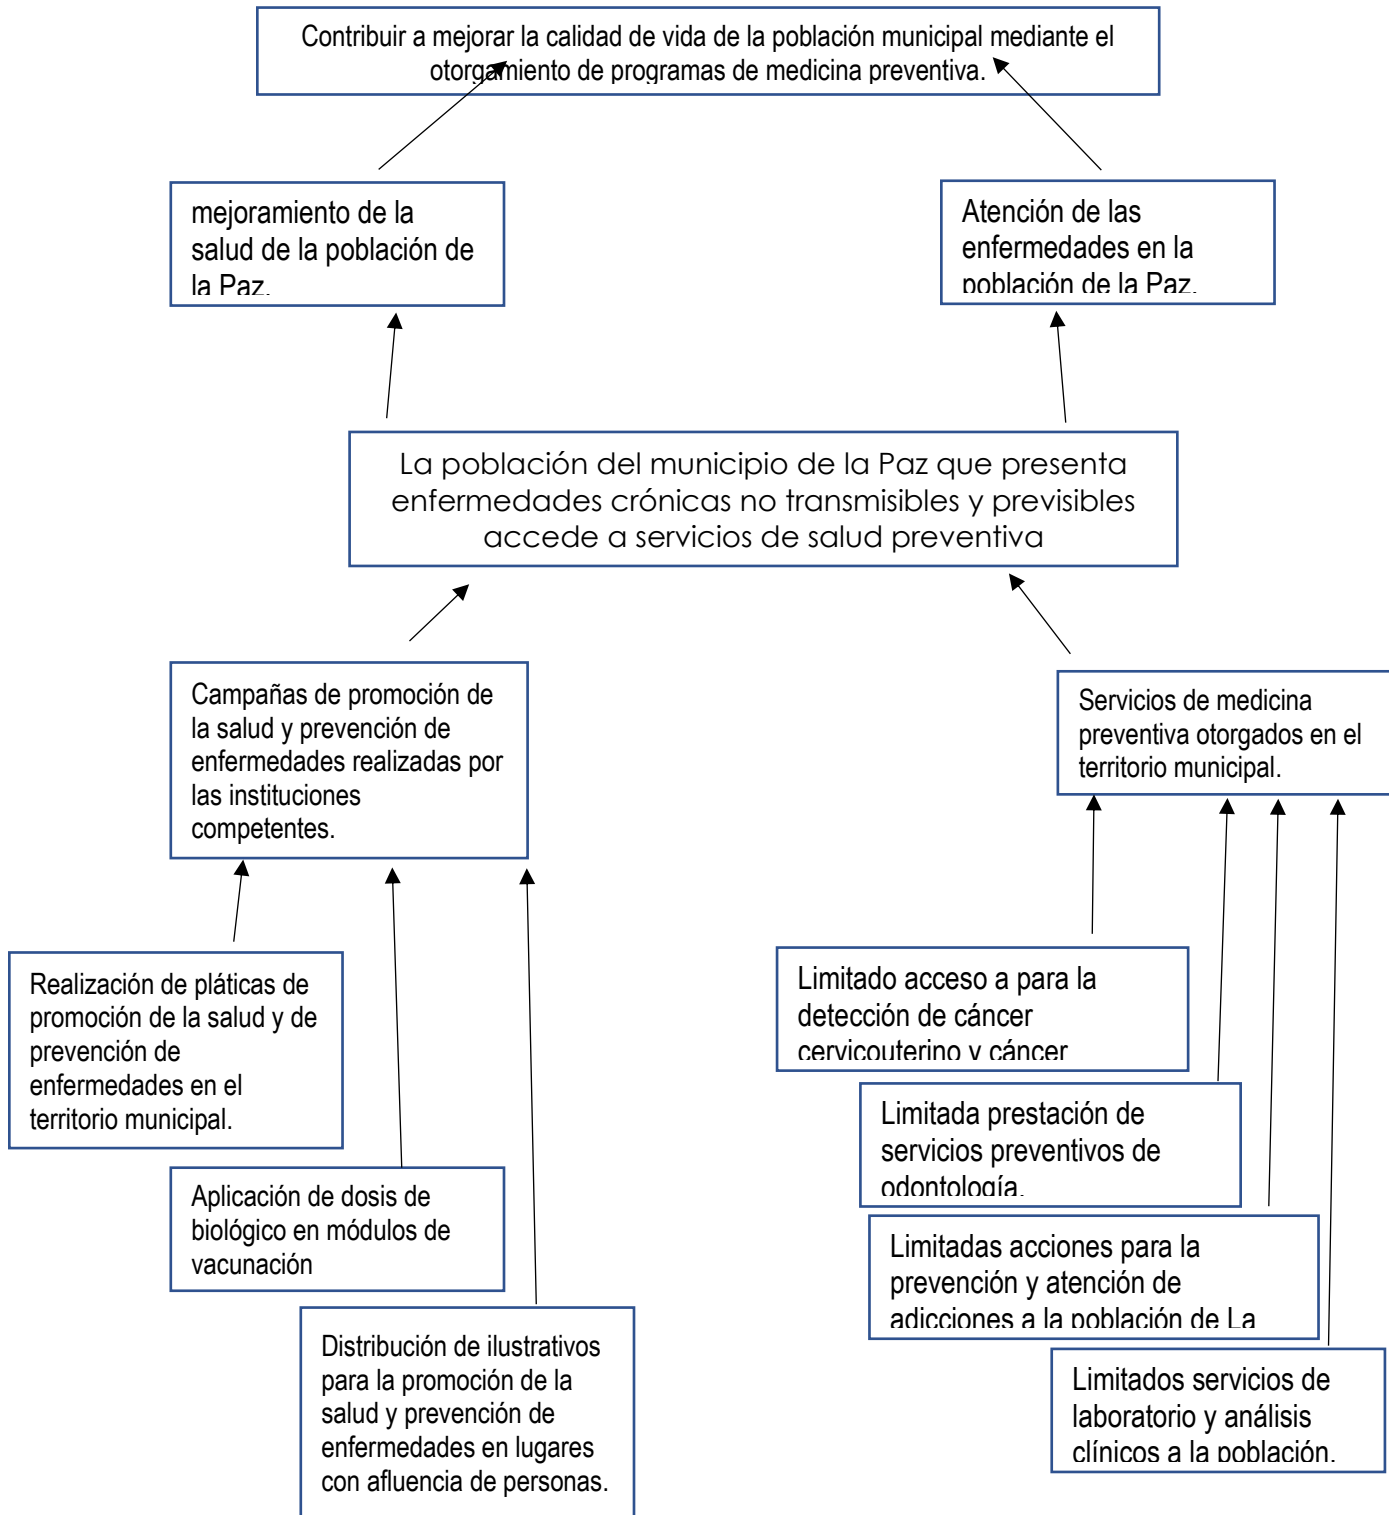 Contribuir a mejorar la calidad de vida de la población municipal mediante el
otorgamiento de programas de medicina preventiva.
mejoramiento de la
salud de la población de
la Paz.
Atención de las
enfermedades en la
población de la Paz.
La población del municipio de la Paz que presenta
enfermedades crónicas no transmisibles y previsibles
accede a servicios de salud preventiva
Campañas de promoción de
la salud y prevención de
enfermedades realizadas por
las instituciones
competentes.
Servicios de medicina
preventiva otorgados en el
territorio municipal.
Realización de pláticas de
promoción de la salud y de
prevención de
enfermedades en el
territorio municipal.
Aplicación de dosis de
biológico en módulos de
vacunación
Distribución de ilustrativos
para la promoción de la
salud y prevención de
enfermedades en lugares
con afluencia de personas.
Limitado acceso a para la
detección de cáncer
cervicouterino y cáncer
Limitada prestación de
servicios preventivos de
odontología.
Limitadas acciones para la
prevención y atención de
adicciones a la población de La
Limitados servicios de
laboratorio y análisis
clínicos a la población.